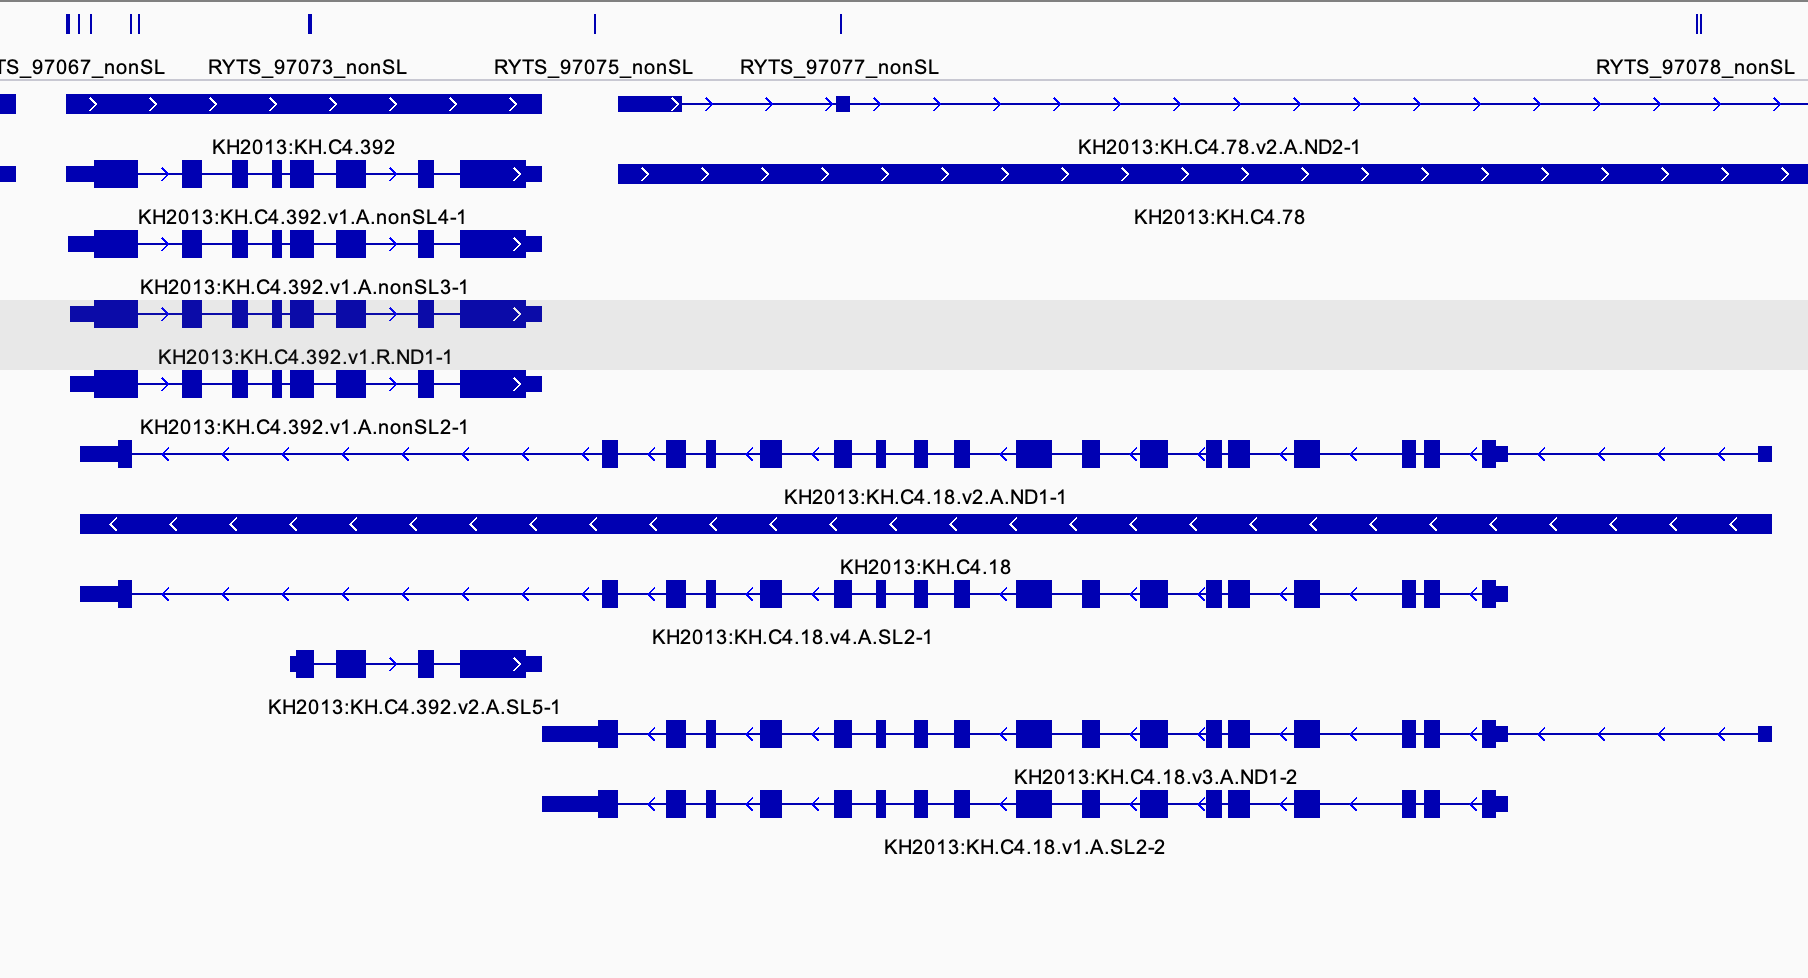 TS_97067_nonSL RYTS_97073_nonSL RYTS_97075_nonSL RYTS_97077_nonSL RYTS_97078_nonSL
KH2013:KH.C4.392 KH2013:KH.C4.78.v2.A.ND2-1
KH2013:KH.C4.392.v1.A.nonSL4-1 KH2013:KH.C4.78
KH2013:KH.C4.392.v1.A.nonSL3-1
KH2013:KH.C4.392.v1.R.ND1-1
KH2013:KH.C4.392.v1.A.nonSL2-1
KH2013:KH.C4.18.v2.A.ND1-1
KH2013:KH.C4.18
KH2013:KH.C4.18.v4.A.SL2-1
KH2013:KH.C4.392.v2.A.SL5-1
KH2013:KH.C4.18.v3.A.ND1-2
KH2013:KH.C4.18.v1.A.SL2-2